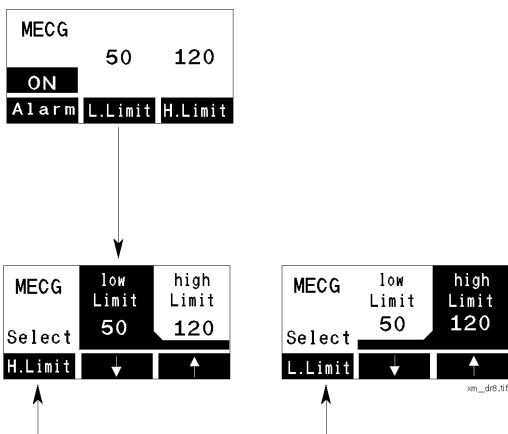 MECG
50 120
ON
Alarm L.Limit H.Limit
MECG
low
Limit
50
high
Limit
120
Select
H.Limit
MECG
low
Limit
50
high
Limit
120
Select
L.Limit
xm_dr8.tif